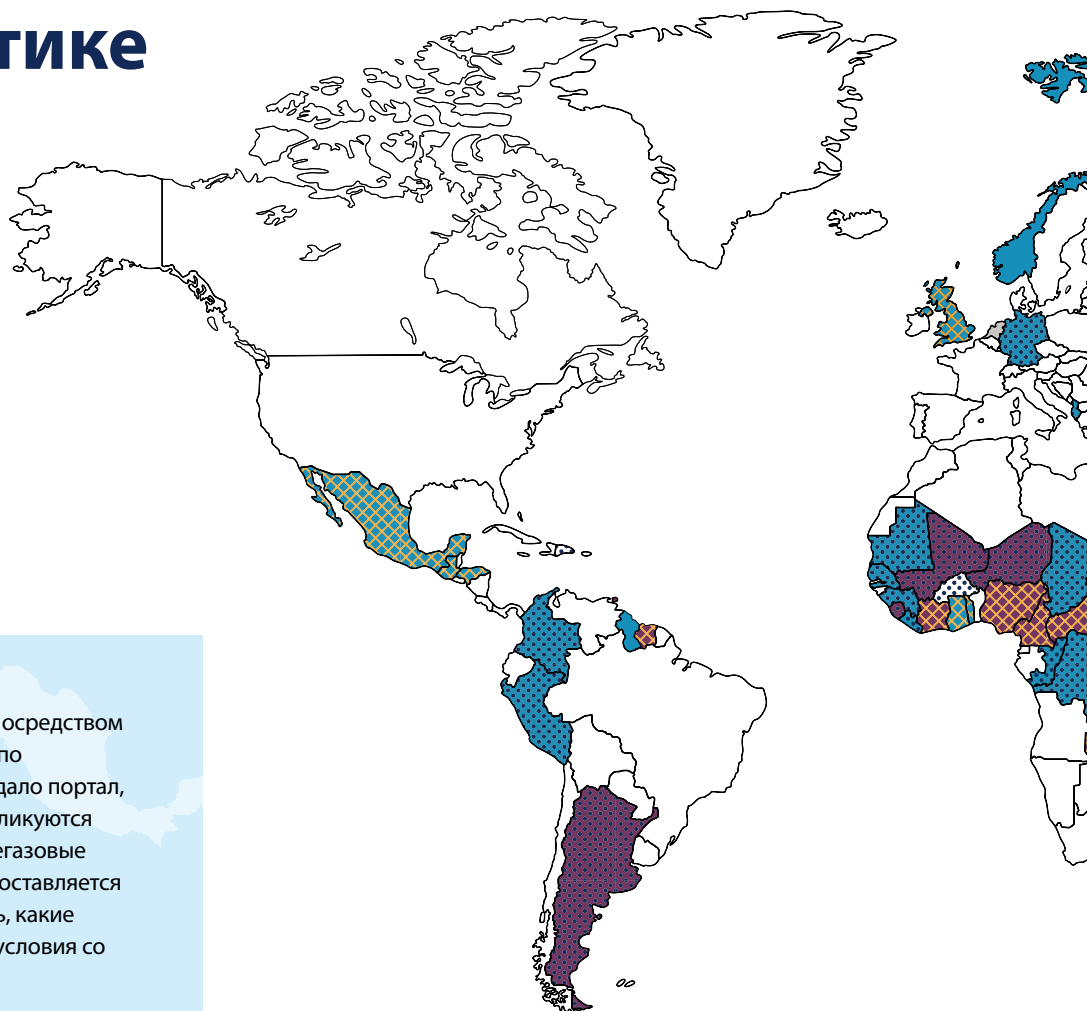 тике
осредством
по
дало портал,
ликуются
егазовые
оставляется
ь, какие
условия со